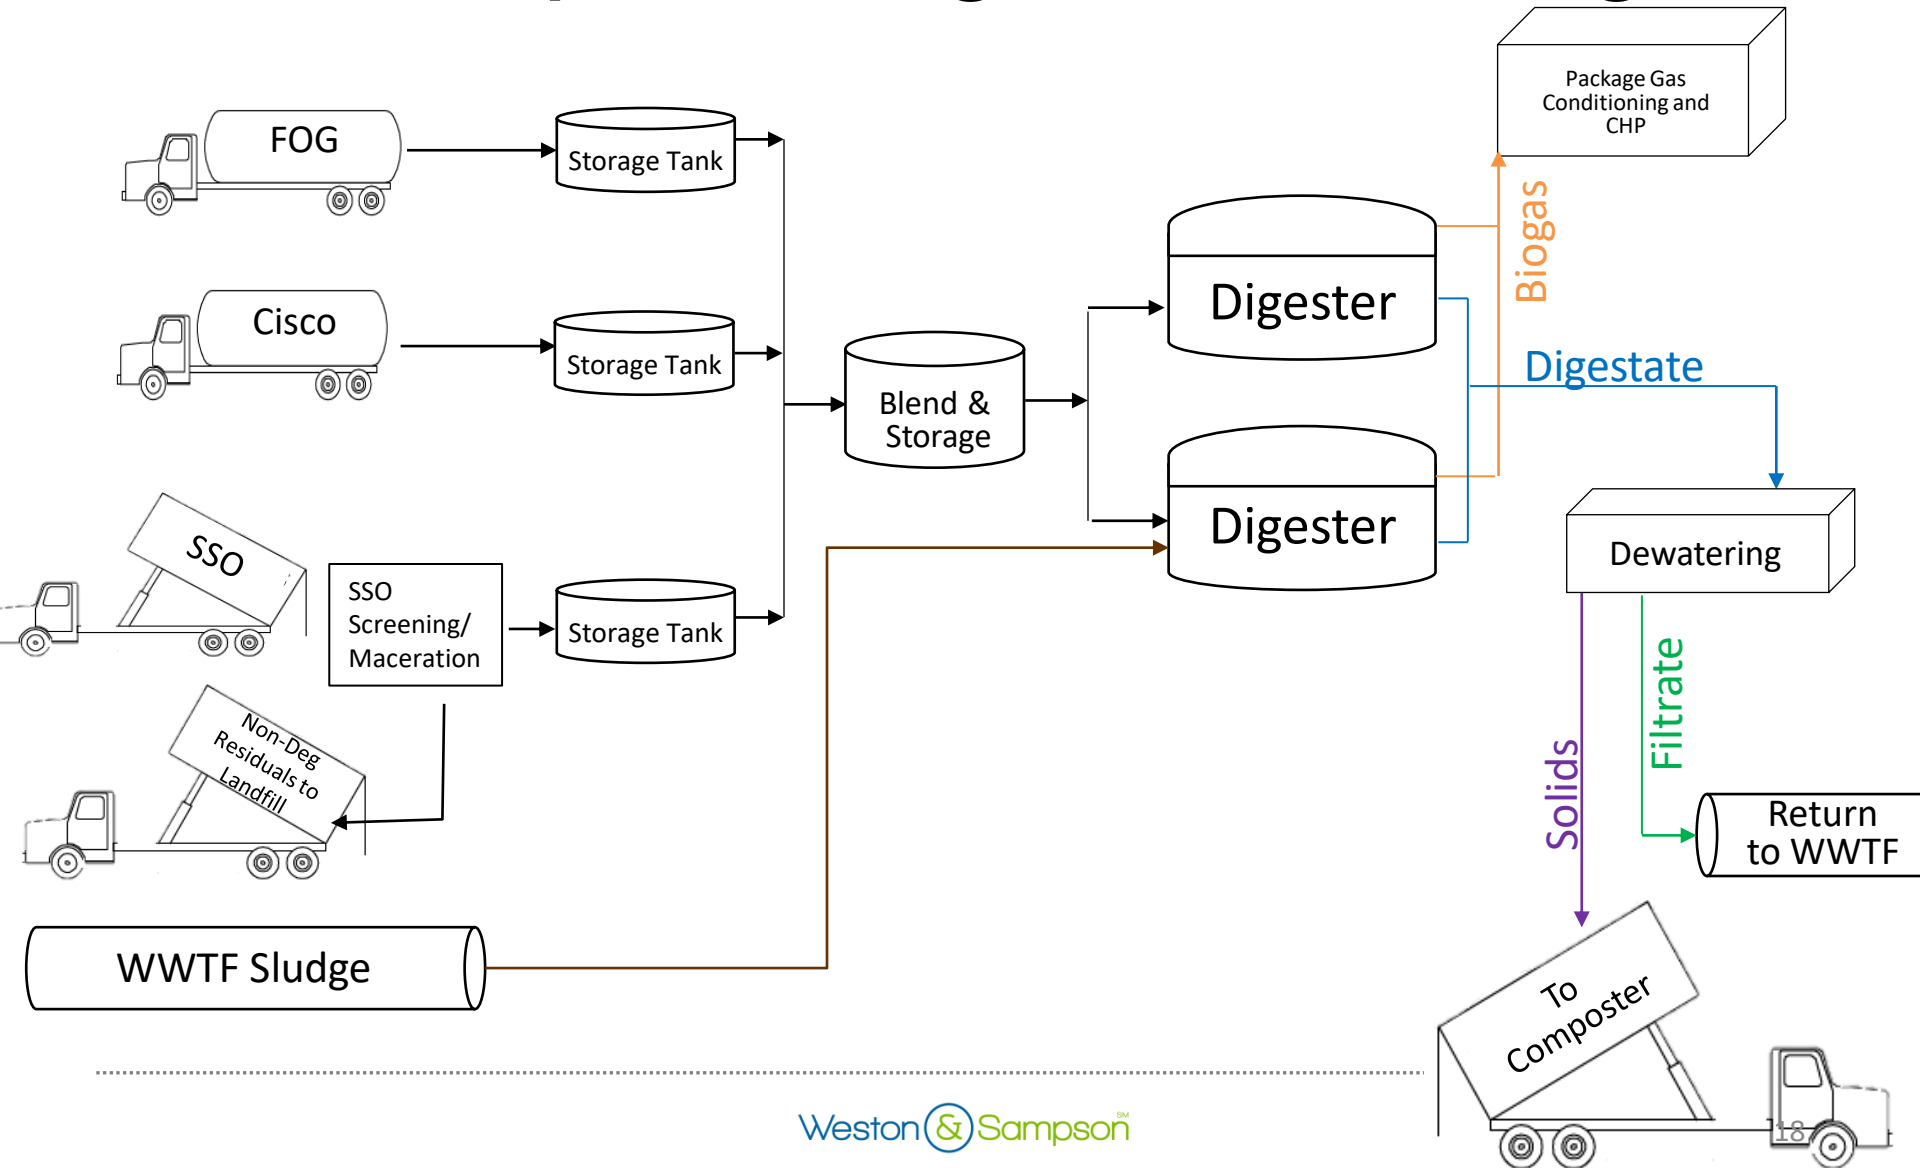 Package Gas
Conditioning and
CHP
FOG
Storage Tank
Cisco
Storage Tank
Blend &
Storage
Digester
Digester
Biogas
Digestate
SSO
SSO
Screening/
Maceration
Storage Tank
Dewatering
Non-Deg
Residuals to
Landfill
Solids
Filtrate
Return
to WWTF
WWTF Sludge
To
Composter
Weston & Sampson SM
18